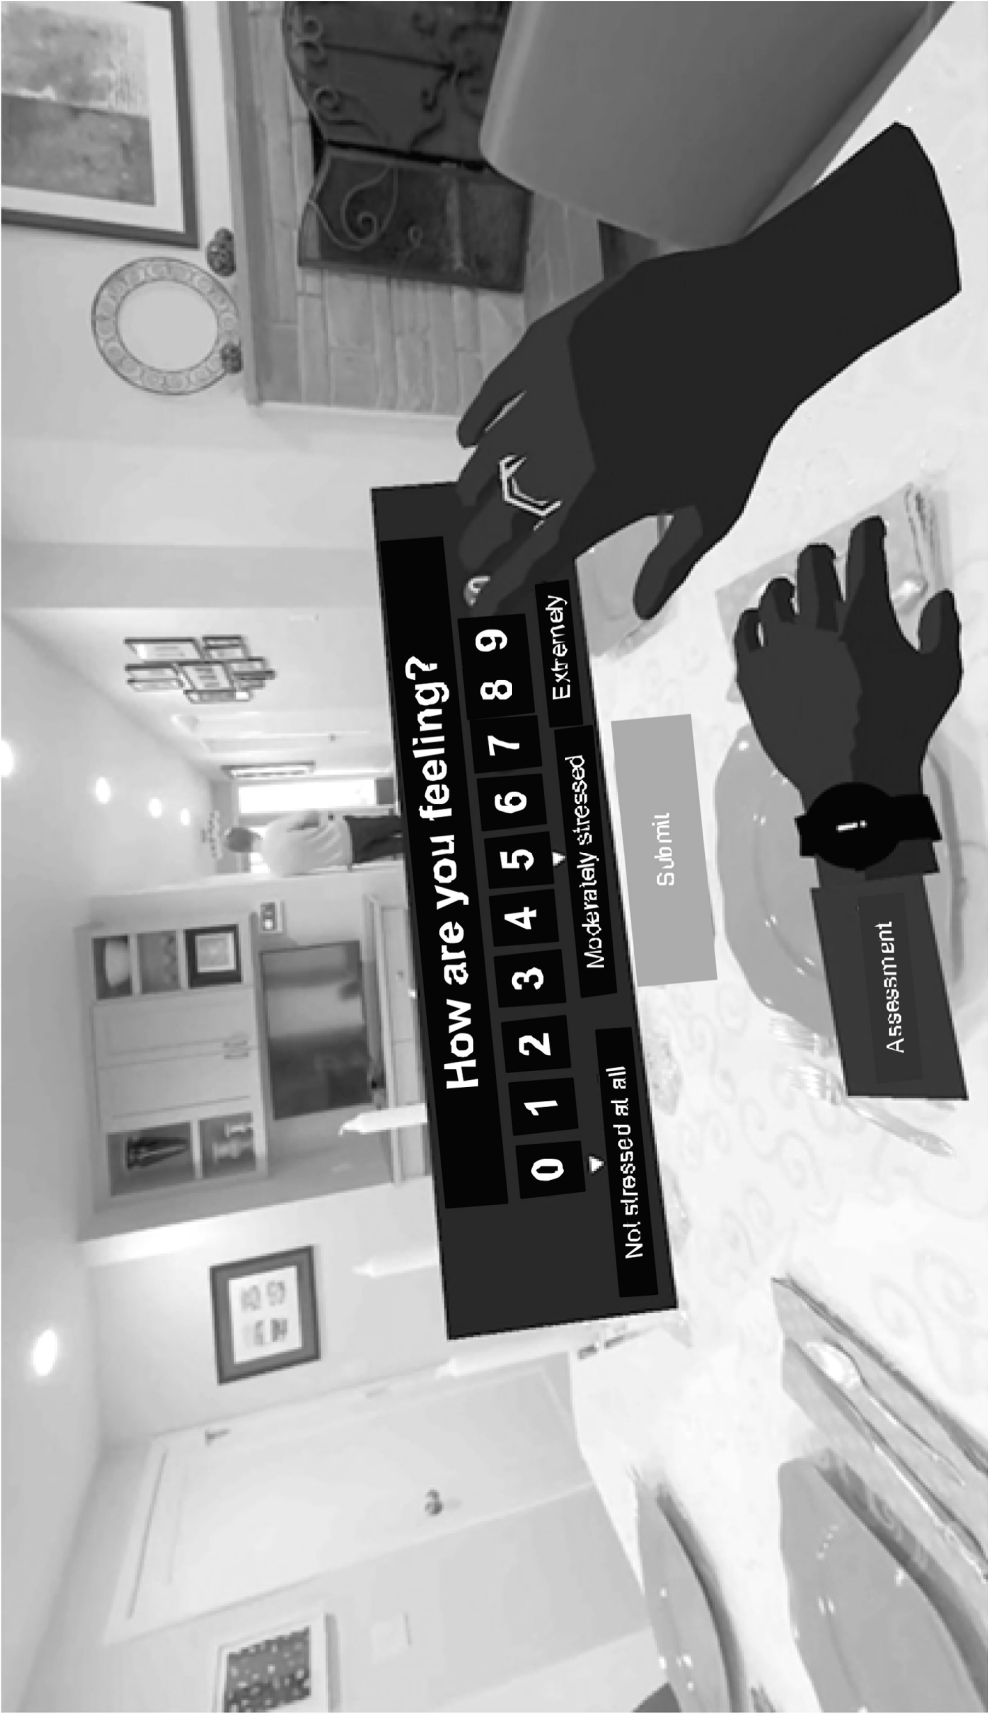 How are you feeling?
0 1 2 3 4 5 6 7 8 9
Not stressed at all Moderately stressed Extremely
Submit
Assessment